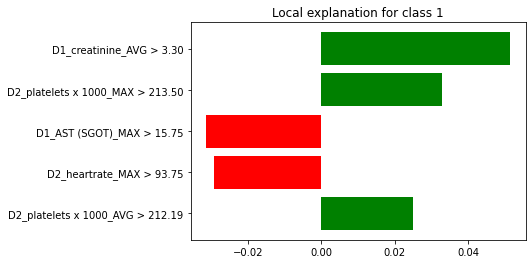 Local explanation for class 1
D1_creatinine_AVG > 3.30
D2_platelets x 1000_MAX > 213.50
D1_AST (SGOT)_MAX > 15.75
D2_heartrate_MAX > 93.75
D2_platelets x 1000_AVG > 212.19
−0.02 0.00 0.02 0.04